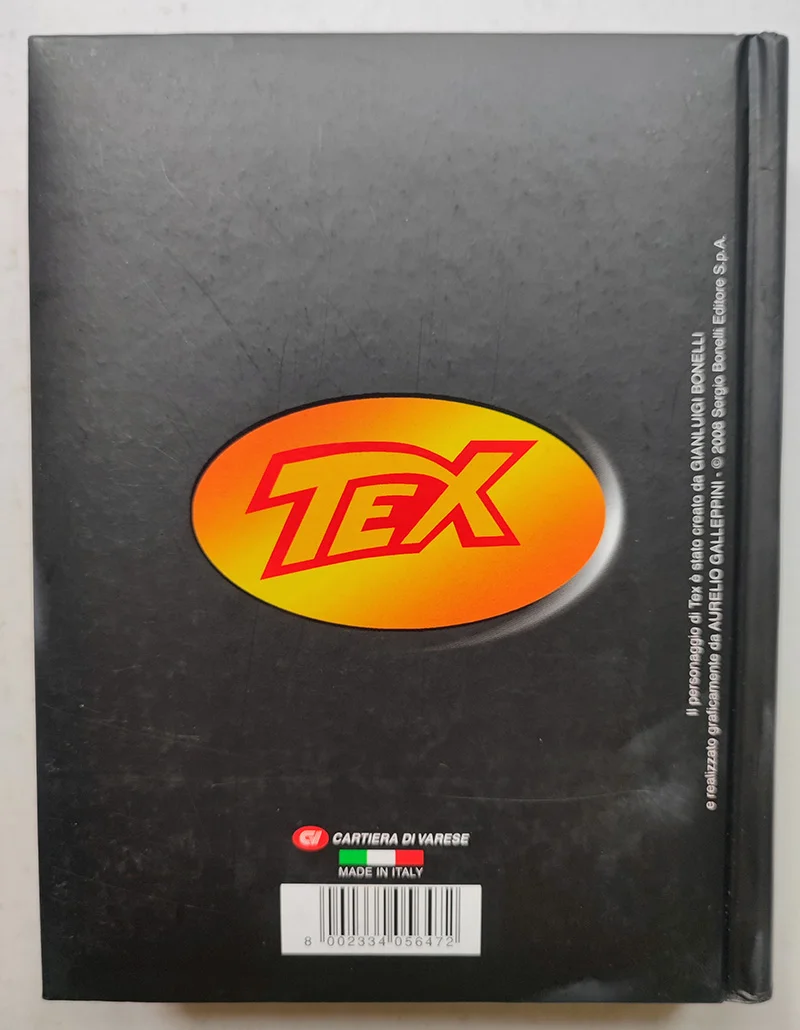 TEX
Il personaggio di Tex è stato creato da GIANLUIGI BONELLI
e realizzato graficamente da AURELIO GALLEPPINI - © 2008 Sergio Bonelli Editore S.p.A.
CV CARTIERA DI VARESE
MADE IN ITALY
8 002334 056472